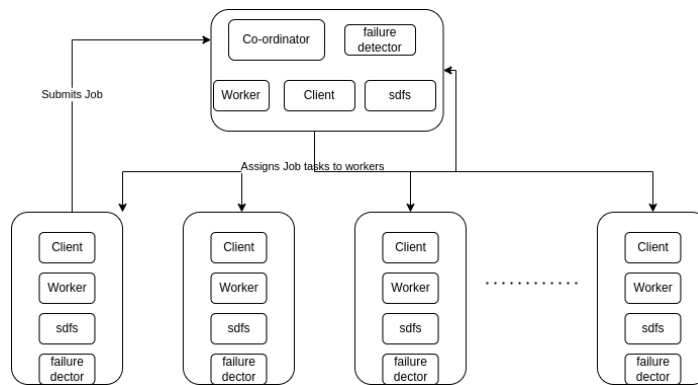 Co-ordinator
failure
detector
Worker
Client
sdfs
Submits Job
Assigns Job tasks to workers
Client
Client
Client
Client
Worker
Worker
Worker
Worker
sdfs
sdfs
sdfs
sdfs
failure
dector
failure
dector
failure
dector
failure
dector